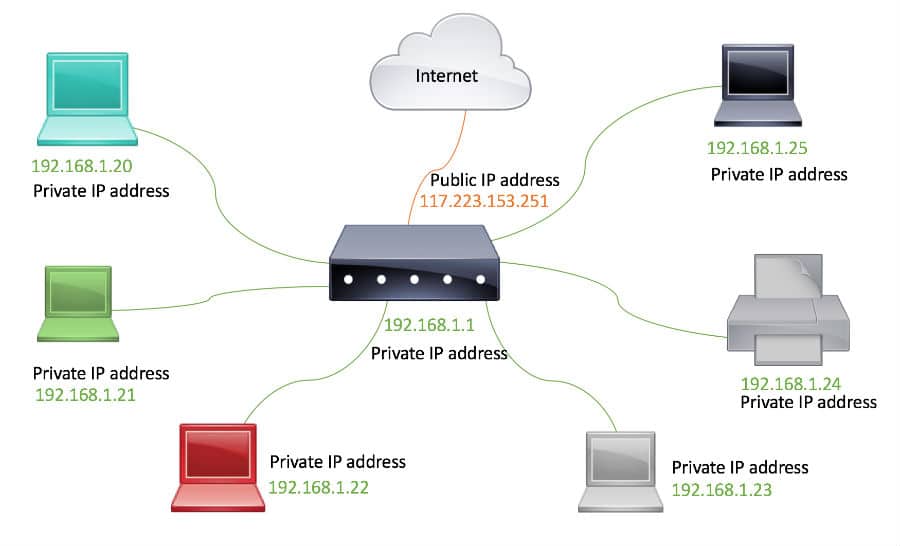 Internet
192.168.1.20
Private IP address
Public IP address
117.223.153.251
192.168.1.25
Private IP address
192.168.1.1
Private IP address
Private IP address
192.168.1.21
192.168.1.24
Private IP address
Private IP address
192.168.1.22
Private IP address
192.168.1.23